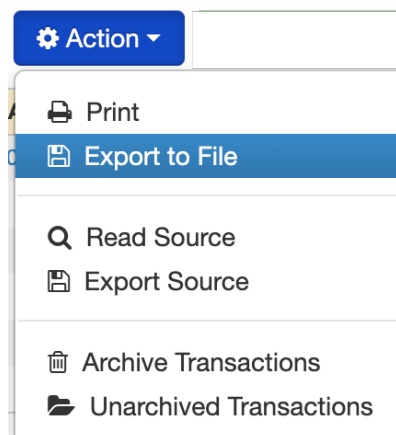 Action
Print
Export to File
Read Source
Export Source
Archive Transactions
Unarchived Transactions